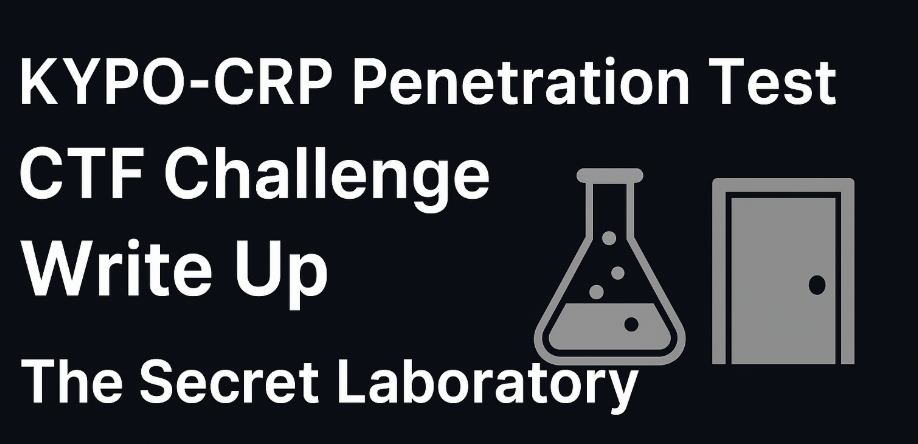 KYPO-CRP Penetration Test
CTF Challenge
Write Up
The Secret Laboratory